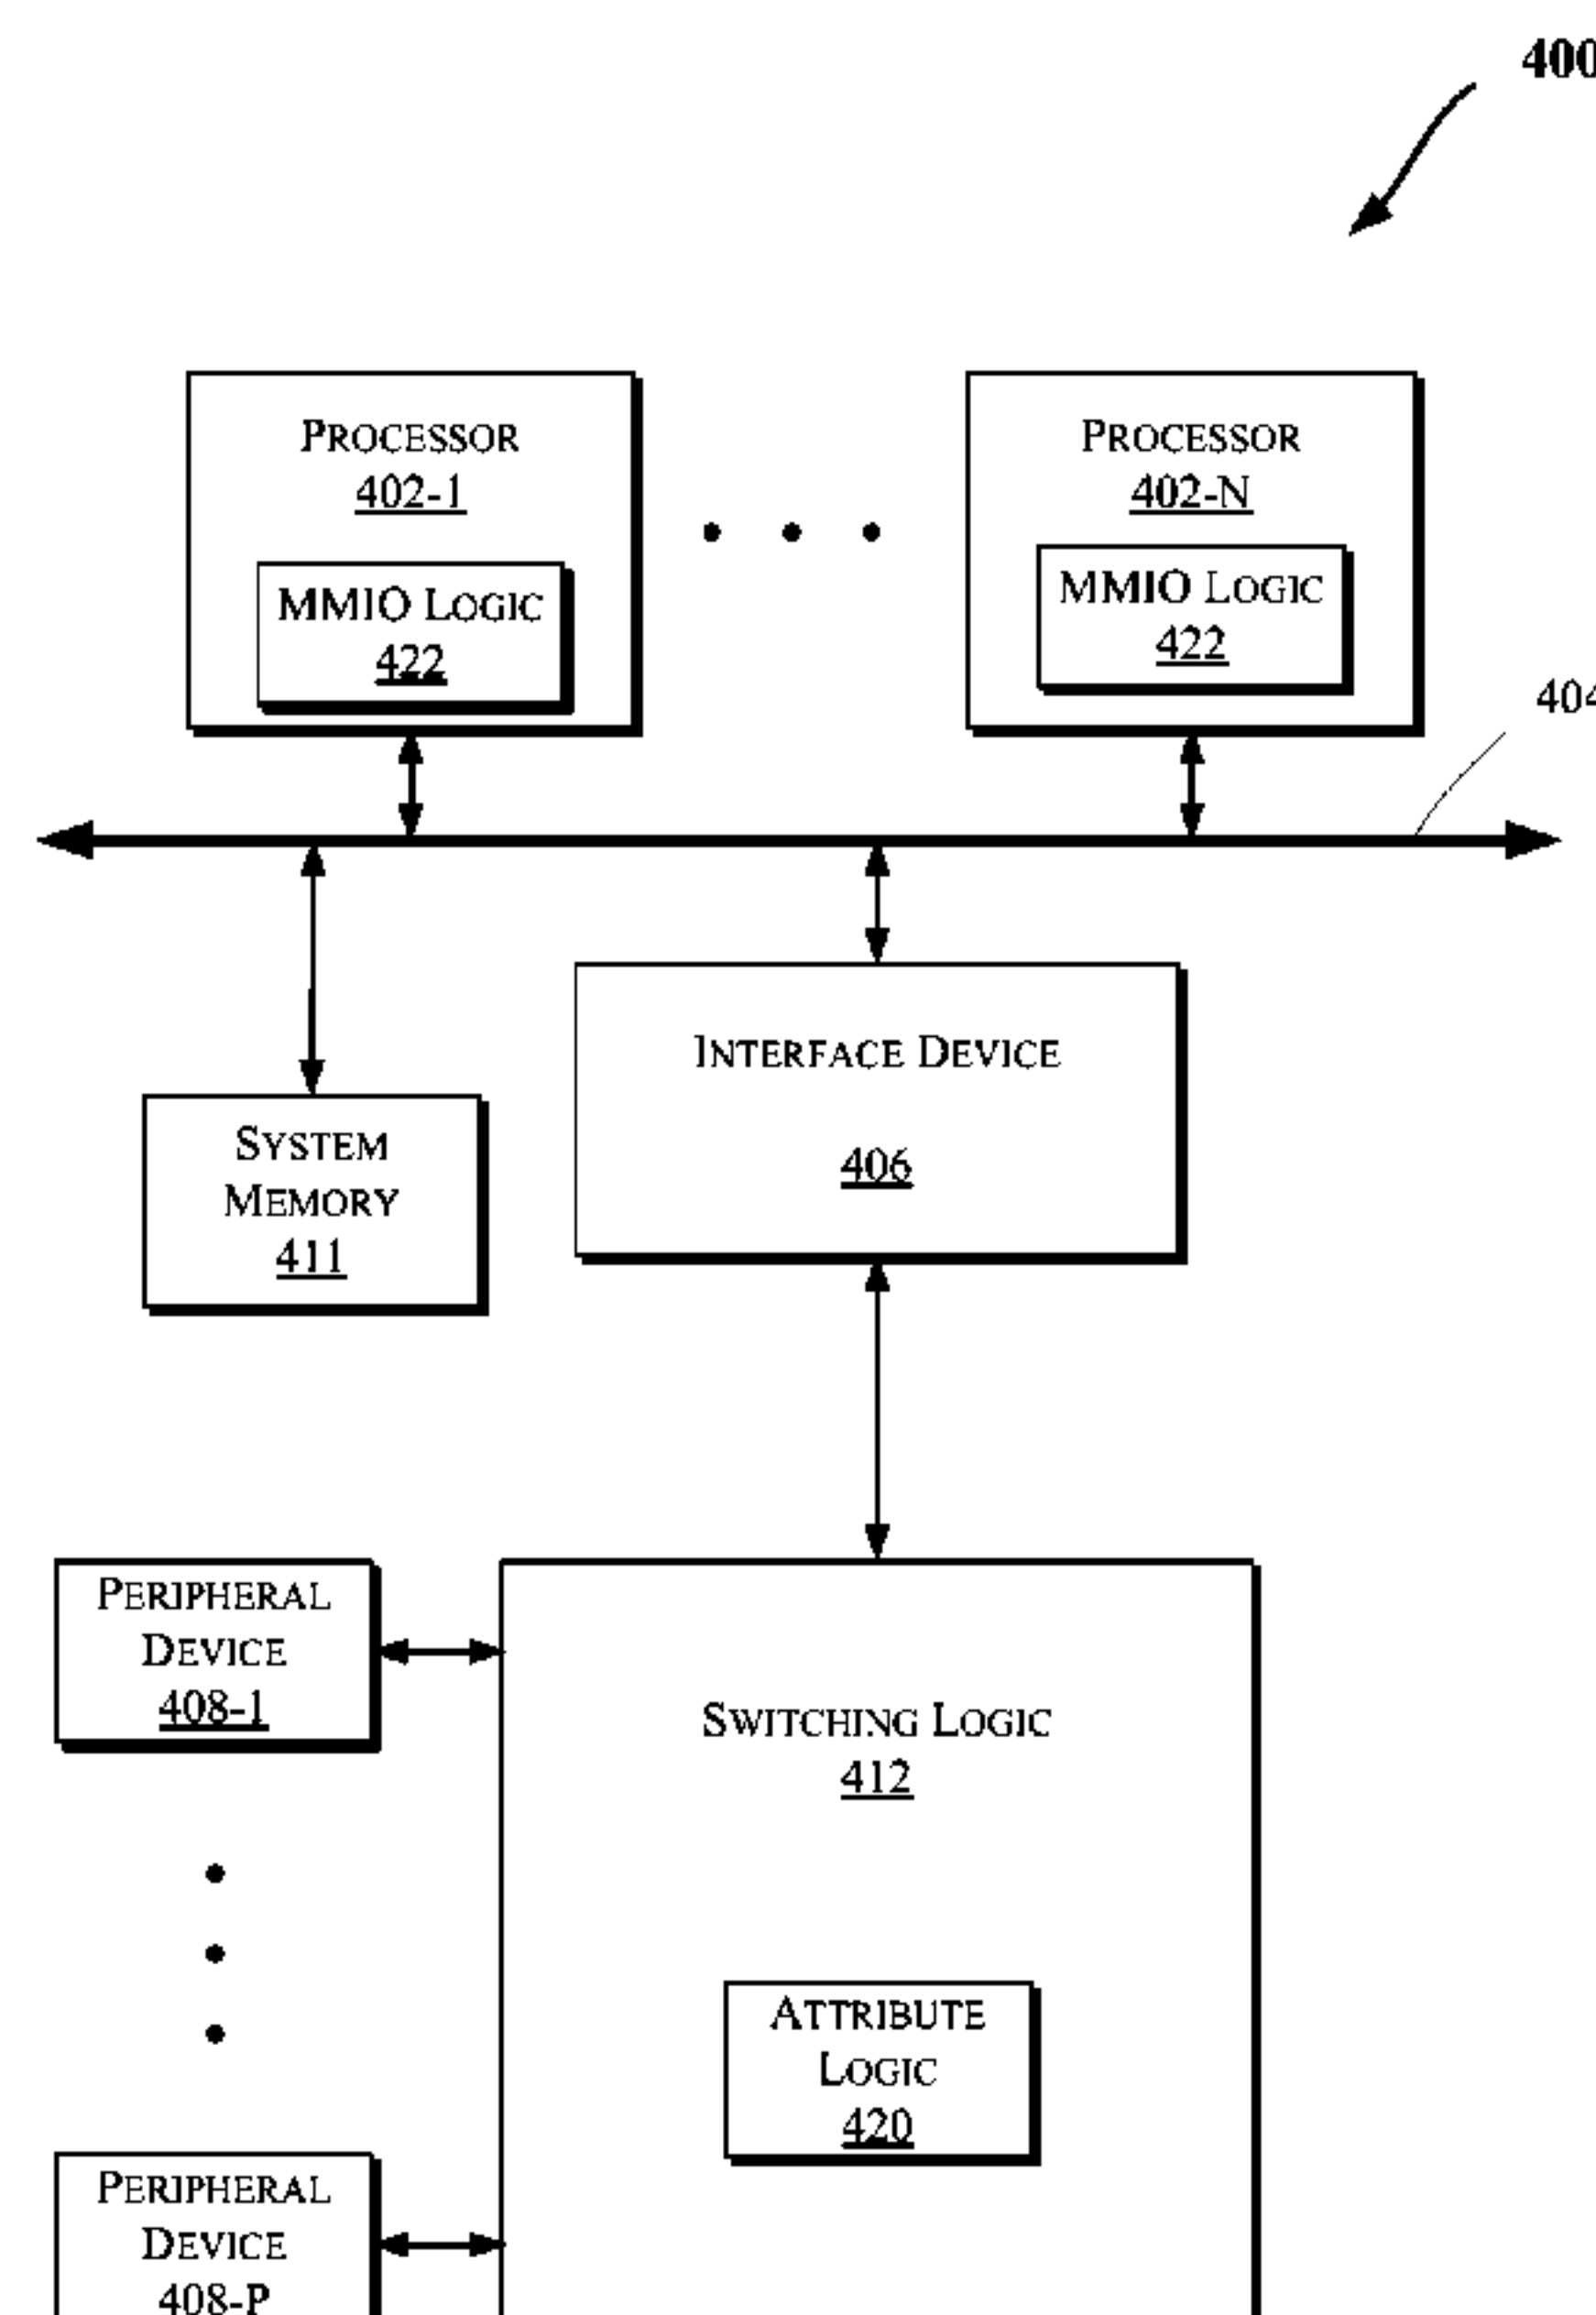 400
PROCESSOR
402-1
MMIO LOGIC
422
PROCESSOR
402-N
MMIO LOGIC
422
404
INTERFACE DEVICE
406
SYSTEM
MEMORY
411
PERIPHERAL
DEVICE
408-1
SWITCHING LOGIC
412
ATTRIBUTE
LOGIC
420
PERIPHERAL
DEVICE
408-P